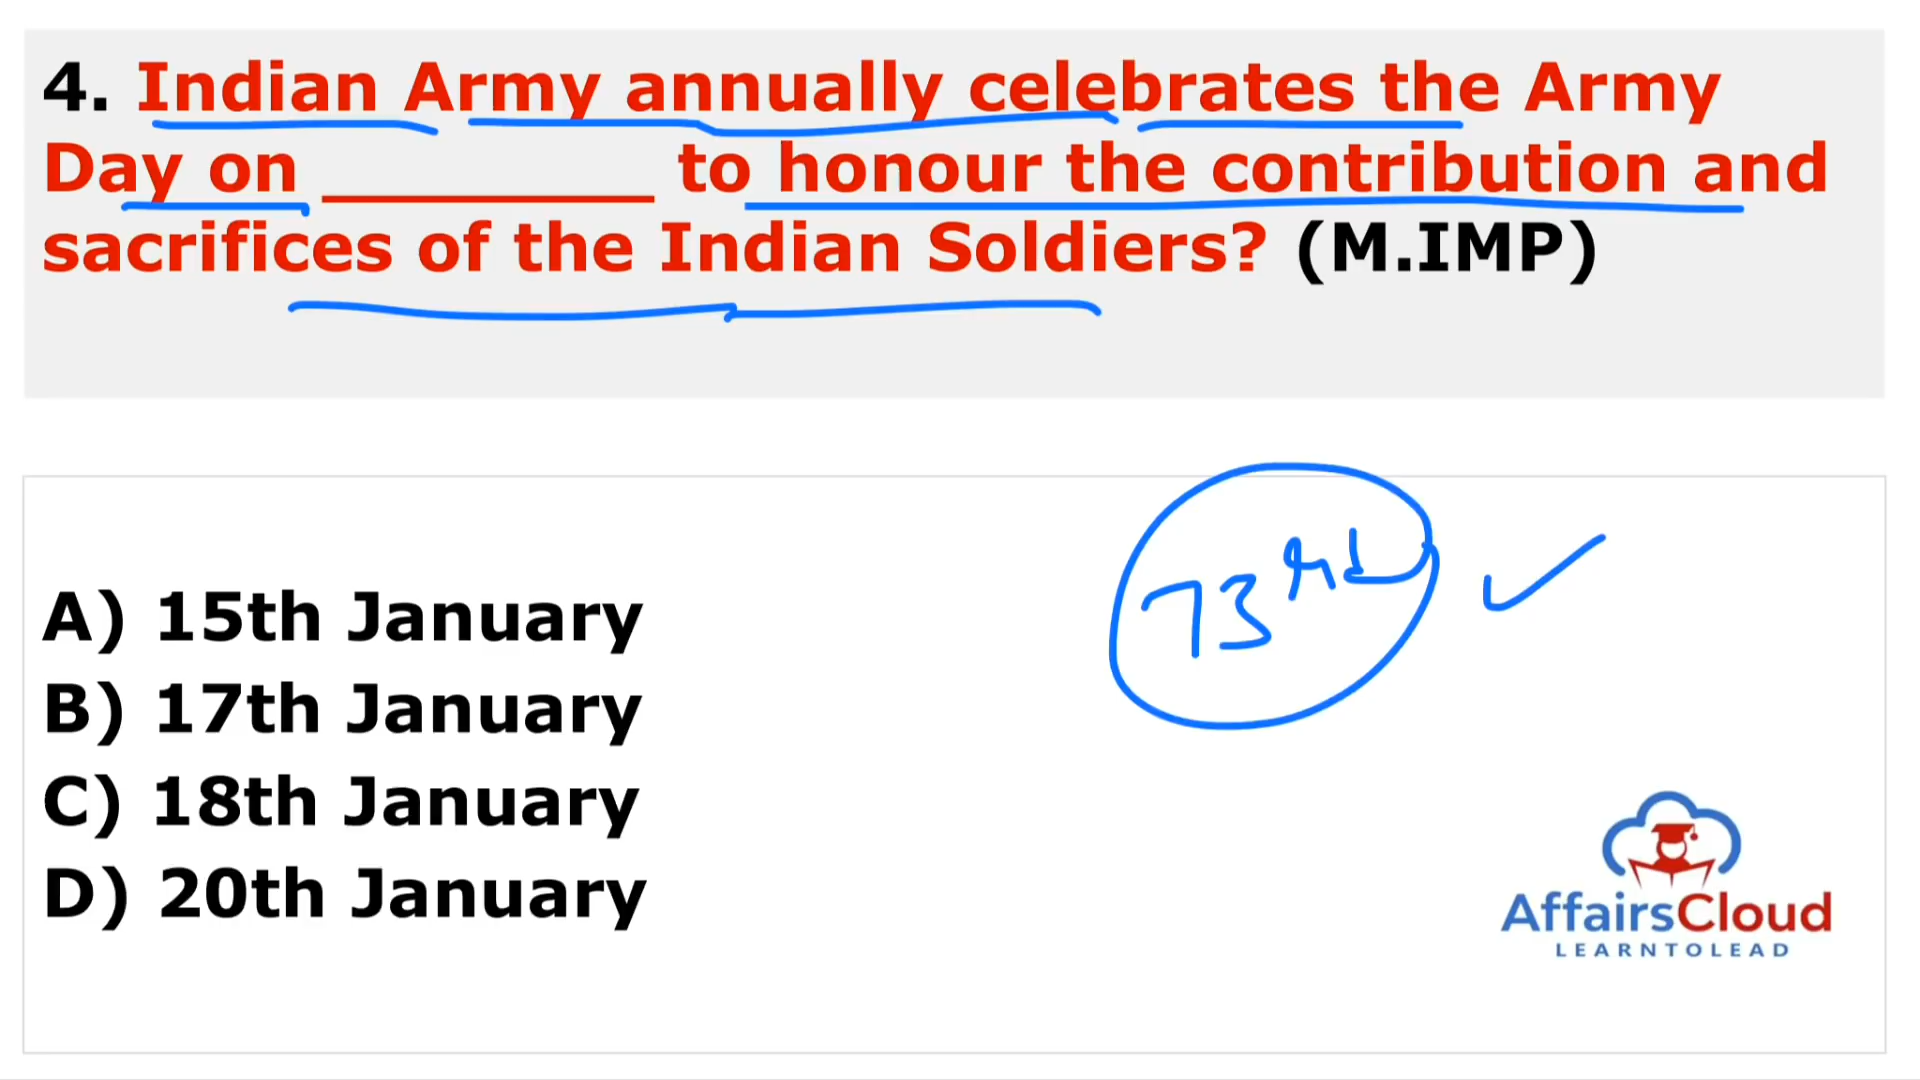 4. Indian Army annually celebrates the Army
Day on __________ to honour the contribution and
sacrifices of the Indian Soldiers? (M.IMP)
73rd
A) 15th January
B) 17th January
C) 18th January
D) 20th January
AffairsCloud
LEARNTOLEAD